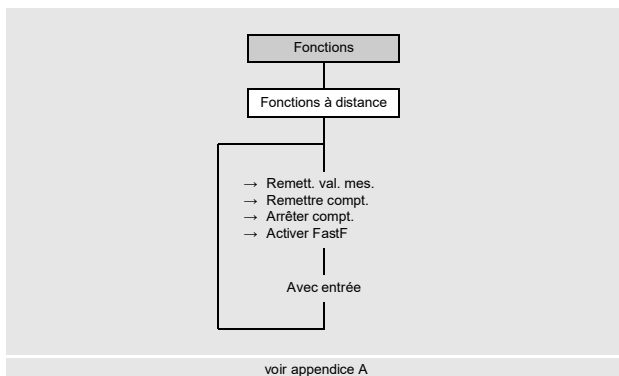 Fonctions
Fonctions à distance
→ Remett. val. mes.
→ Remettre compt.
→ Arrêter compt.
→ Activer FastF
Avec entrée
voir appendice A